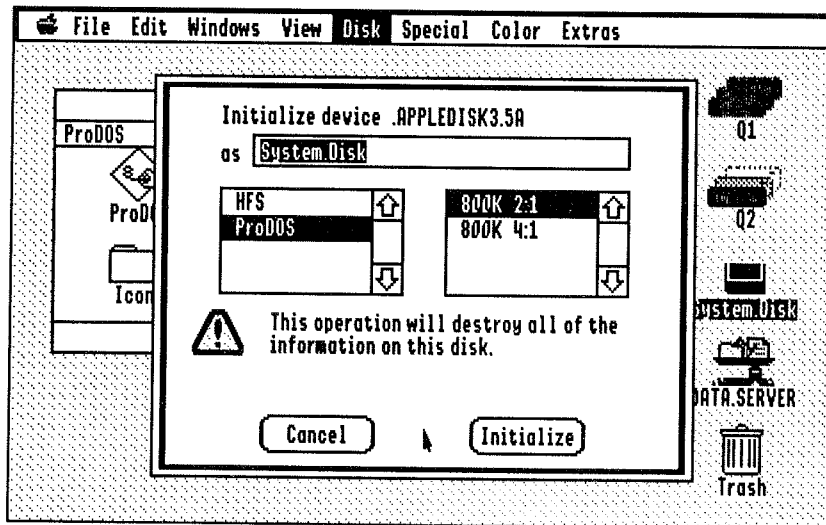 File Edit Windows View Disk Special Color Extras
ProDOS
Initialize device .APPLEDISK3.5A
as System.Disk
HFS
ProDOS
800K 2:1
800K 4:1
This operation will destroy all of the
information on this disk.
Cancel
Initialize
ProD
Icon
Q1
Q2
ystem.Disk
DATA.SERVER
Trash